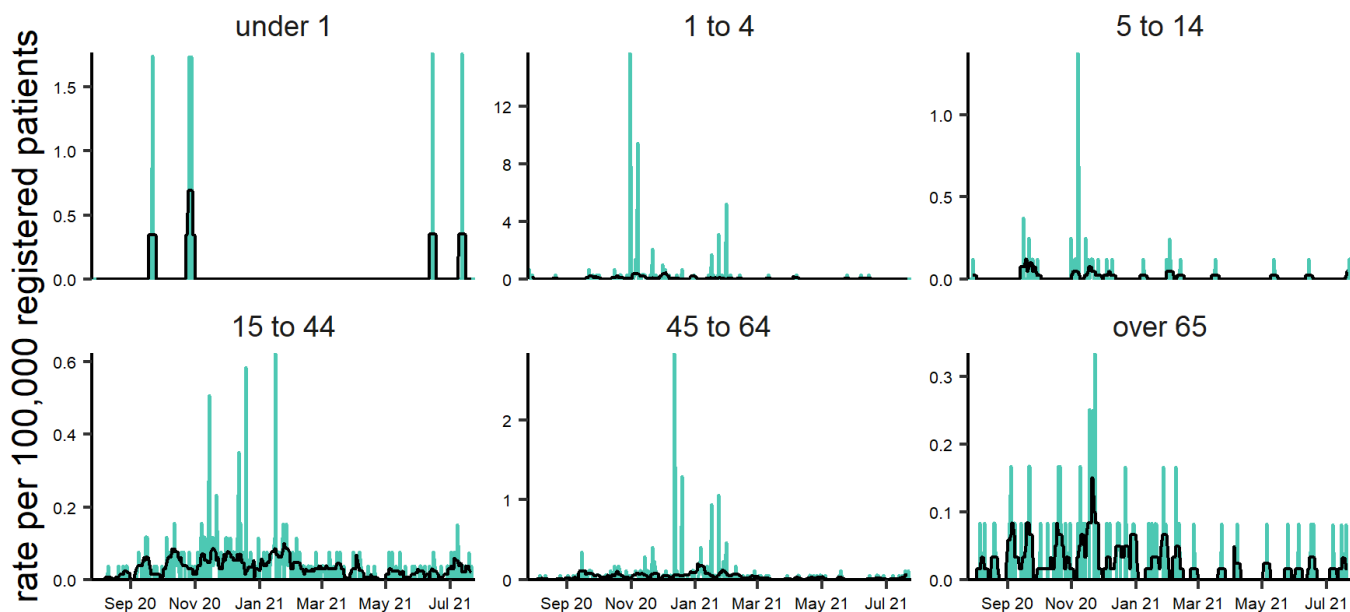 rate per 100,000 registered patients
under 1
1.5
1.0
0.5
0.0
1 to 4
12
8
4
0
5 to 14
1.0
0.5
0.0
15 to 44
0.6
0.4
0.2
0.0
Sep 20 Nov 20 Jan 21 Mar 21 May 21 Jul 21
45 to 64
2
1
0
Sep 20 Nov 20 Jan 21 Mar 21 May 21 Jul 21
over 65
0.3
0.2
0.1
0.0
Sep 20 Nov 20 Jan 21 Mar 21 May 21 Jul 21